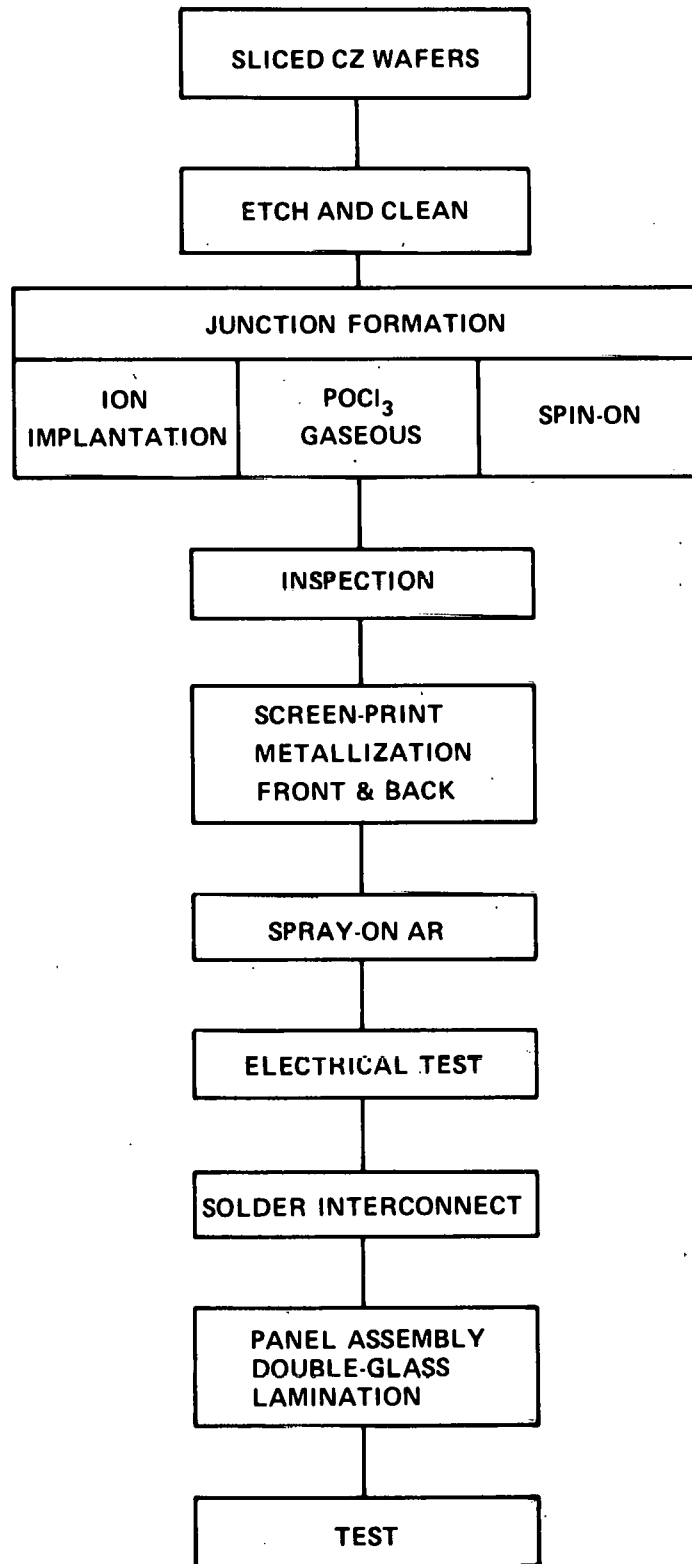 SLICED CZ WAFERS
ETCH AND CLEAN
JUNCTION FORMATION
ION
IMPLANTATION
POCl3
GASEOUS
SPIN-ON
INSPECTION
SCREEN-PRINT
METALLIZATION
FRONT & BACK
SPRAY-ON AR
ELECTRICAL TEST
SOLDER INTERCONNECT
PANEL ASSEMBLY
DOUBLE-GLASS
LAMINATION
TEST